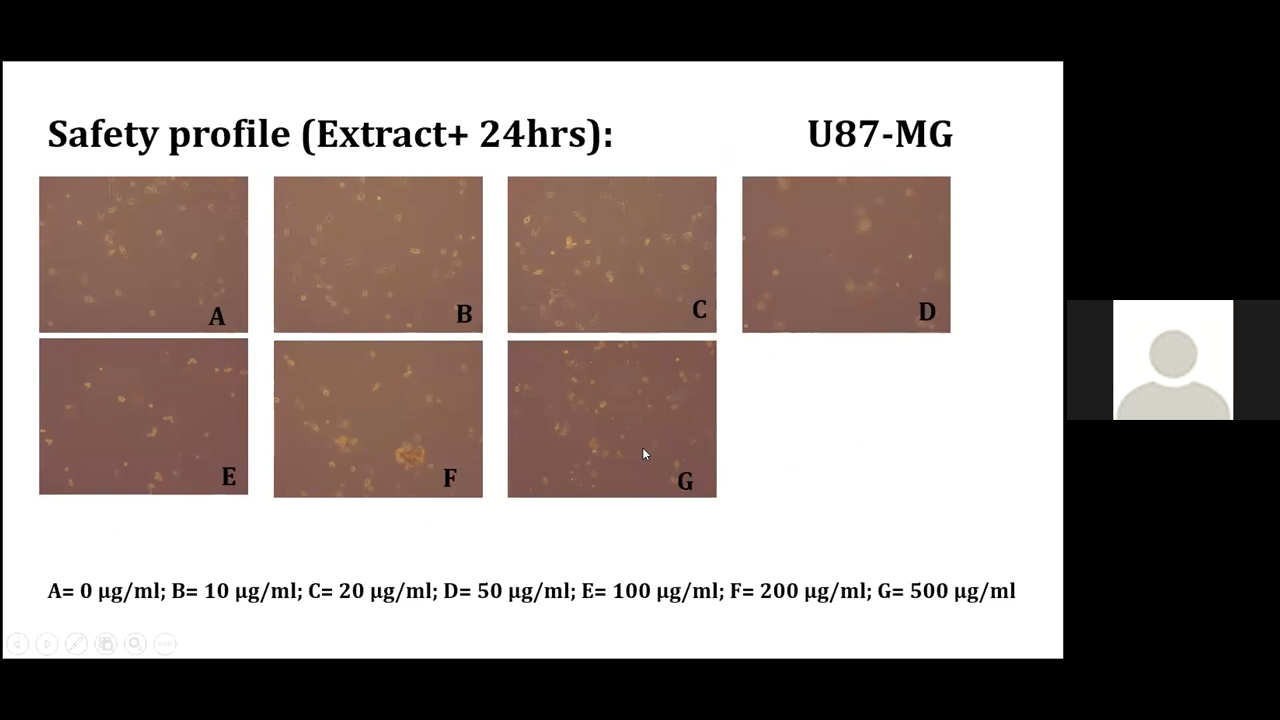 Safety profile (Extract+ 24hrs):
U87-MG
A
B
C
D
E
F
G
A= 0 µg/ml; B= 10 µg/ml; C= 20 µg/ml; D= 50 µg/ml; E= 100 µg/ml; F= 200 µg/ml; G= 500 µg/ml